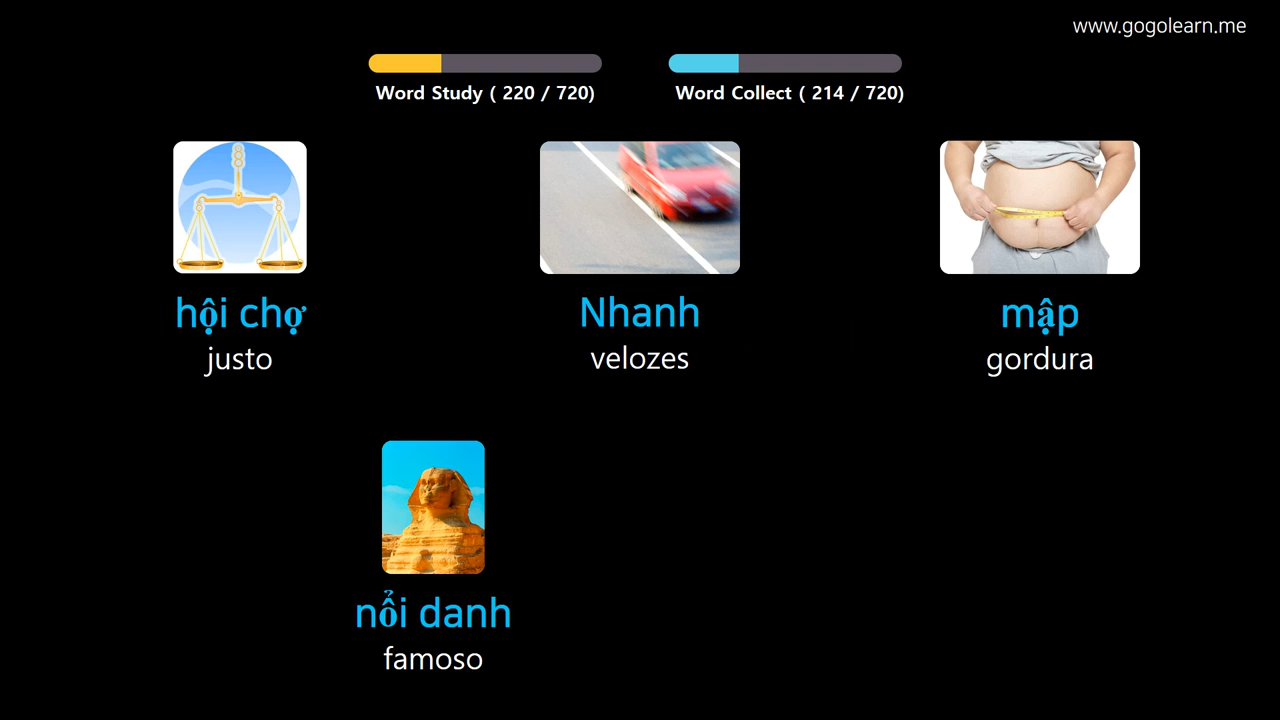 www.gogolearn.me
Word Study ( 220 / 720)
Word Collect ( 214 / 720)
hội chợ
justo
Nhanh
velozes
mập
gordura
nổi danh
famoso